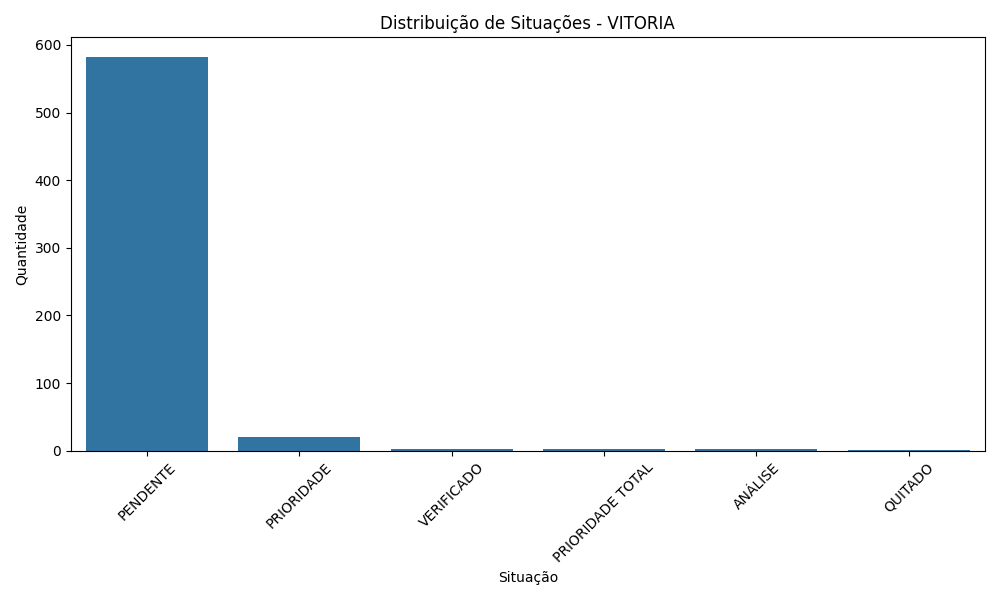 Distribuição de Situações - VITORIA
Quantidade
600
500
400
300
200
100
0
PENDENTE
PRIORIDADE
VERIFICADO
PRIORIDADE TOTAL
ANÁLISE
QUITADO
Situação